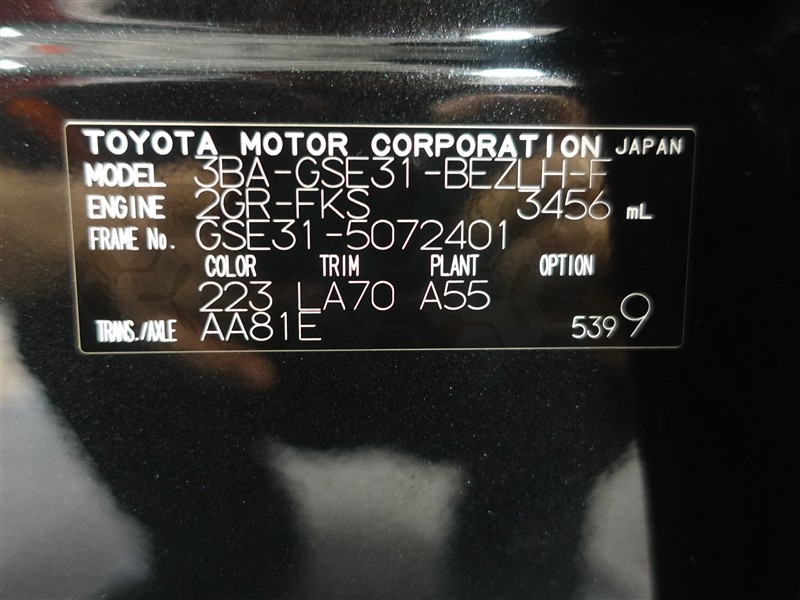 TOYOTA MOTOR CORPORATION JAPAN
MODEL 3BA-GSE31-BEZLH-F
ENGINE 2GR-FKS 3456 mL
FRAME No. GSE31-5072401
COLOR TRIM PLANT OPTION
223 LA70 A55
TRANS./AXLE AA81E 539 9